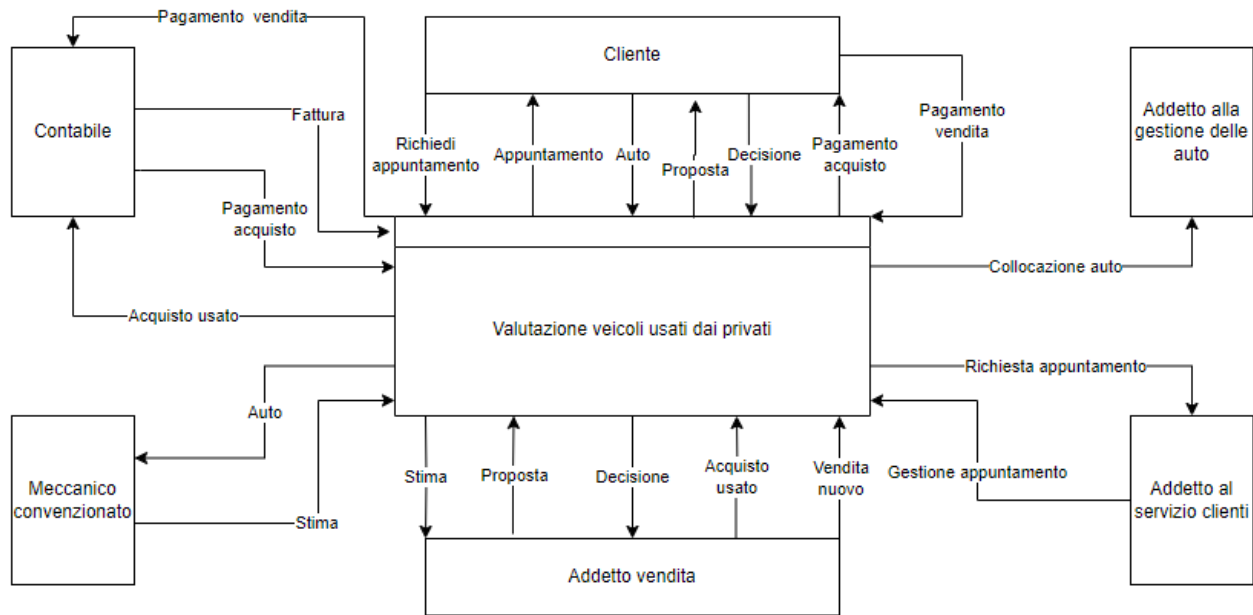 Pagamento vendita
Cliente
Contabile
Fattura
Pagamento
vendita
Addetto alla
gestione delle
auto
Richiedi
appuntamento
Appuntamento
Auto
Proposta
Decisione
Pagamento
acquisto
Pagamento
acquisto
Collocazione auto
Acquisto usato
Valutazione veicoli usati dai privati
Richiesta appuntamento
Auto
Stima
Proposta
Decisione
Acquisto
usato
Vendita
nuovo
Gestione appuntamento
Meccanico
convenzionato
Stima
Addetto al
servizio clienti
Addetto vendita